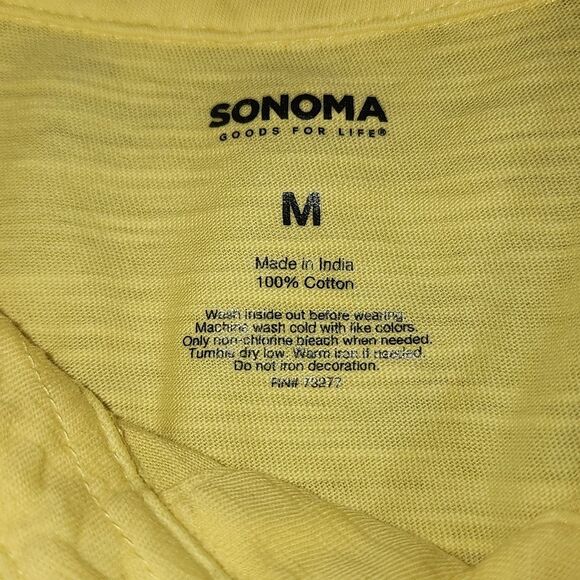 SONOMA
GOODS FOR LIFE®
M
Made in India
100% Cotton
Wash inside out before wearing.
Machine wash cold with like colors.
Only non-chlorine bleach when needed.
Tumble dry low. Warm iron if needed.
Do not iron decoration.
RN# 73277